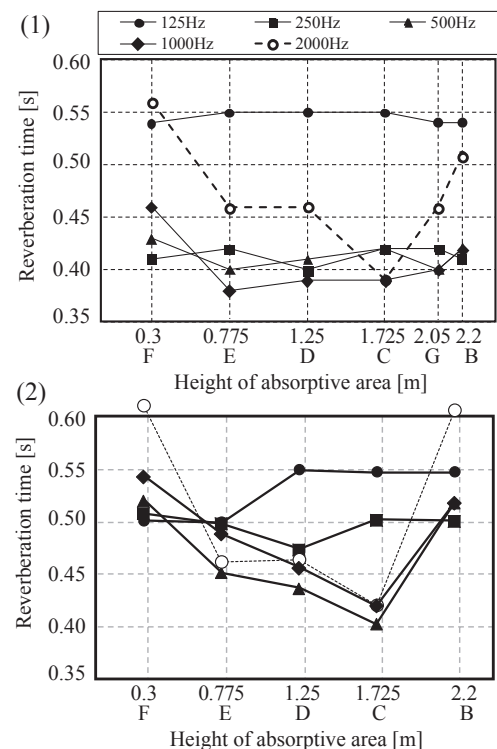 (1)
125Hz 250Hz 500Hz
1000Hz 2000Hz
Reverberation time [s]
0.60
0.55
0.50
0.45
0.40
0.35
0.3 0.775 1.25 1.725 2.05 2.2
F E D C G B
Height of absorptive area [m]
(2)
Reverberation time [s]
0.60
0.55
0.50
0.45
0.40
0.35
0.3 0.775 1.25 1.725 2.2
F E D C B
Height of absorptive area [m]